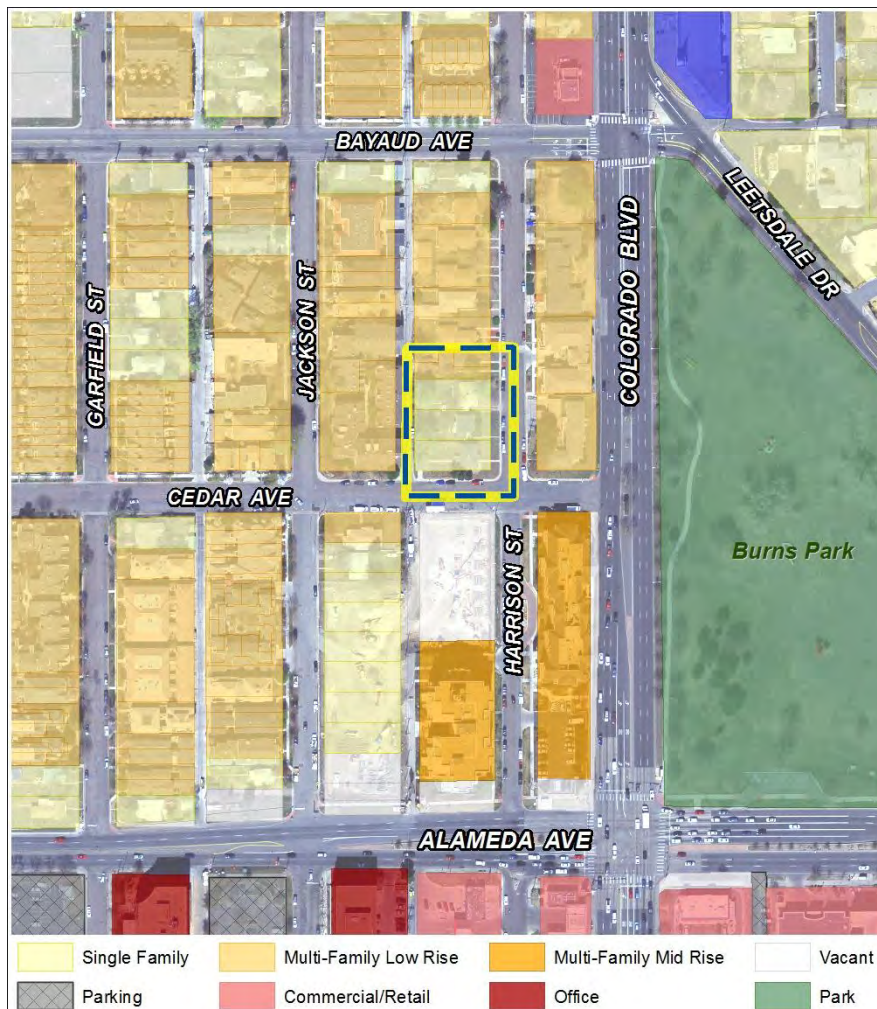 BAYAUD AVE
LEETSDALE DR
COLORADO BLVD
JACKSON ST
GARFIELD ST
CEDAR AVE
Burns Park
HARRISON ST
ALAMEDA AVE
Single Family
Multi-Family Low Rise
Multi-Family Mid Rise
Vacant
Parking
Commercial/Retail
Office
Park